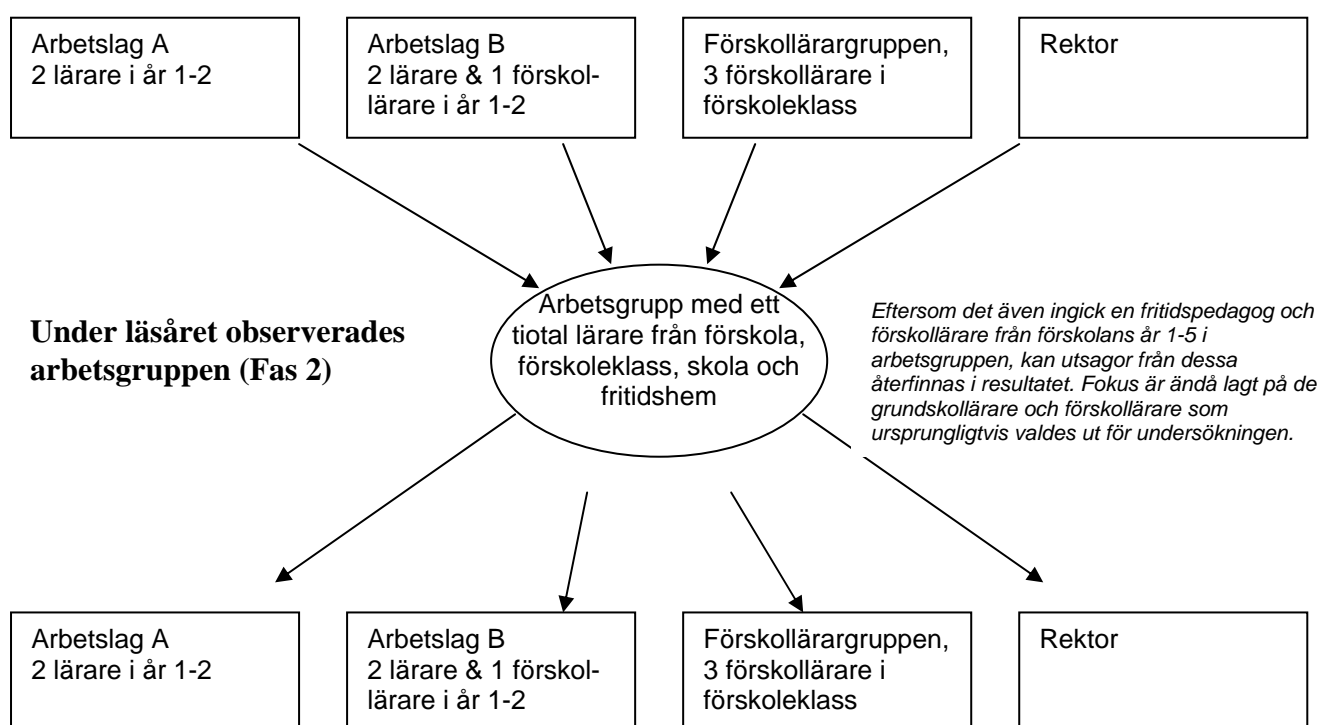 Arbetslag A
2 lärare i år 1-2
Arbetslag B
2 lärare & 1 förskol-
lärare i år 1-2
Förskollärargruppen,
3 förskollärare i
förskoleklass
Rektor
Under läsåret observerades
arbetsgruppen (Fas 2)
Arbetsgrupp med ett
tiotal lärare från förskola,
förskoleklass, skola och
fritidshem
Eftersom det även ingick en fritidspedagog och
förskollärare från förskolans år 1-5 i
arbetsgruppen, kan utsagor från dessa
återfinnas i resultatet. Fokus är ändå lagt på de
grundskollärare och förskollärare som
ursprungligtvis valdes ut för undersökningen.
Arbetslag A
2 lärare i år 1-2
Arbetslag B
2 lärare & 1 förskol-
lärare i år 1-2
Förskollärargruppen,
3 förskollärare i
förskoleklass
Rektor